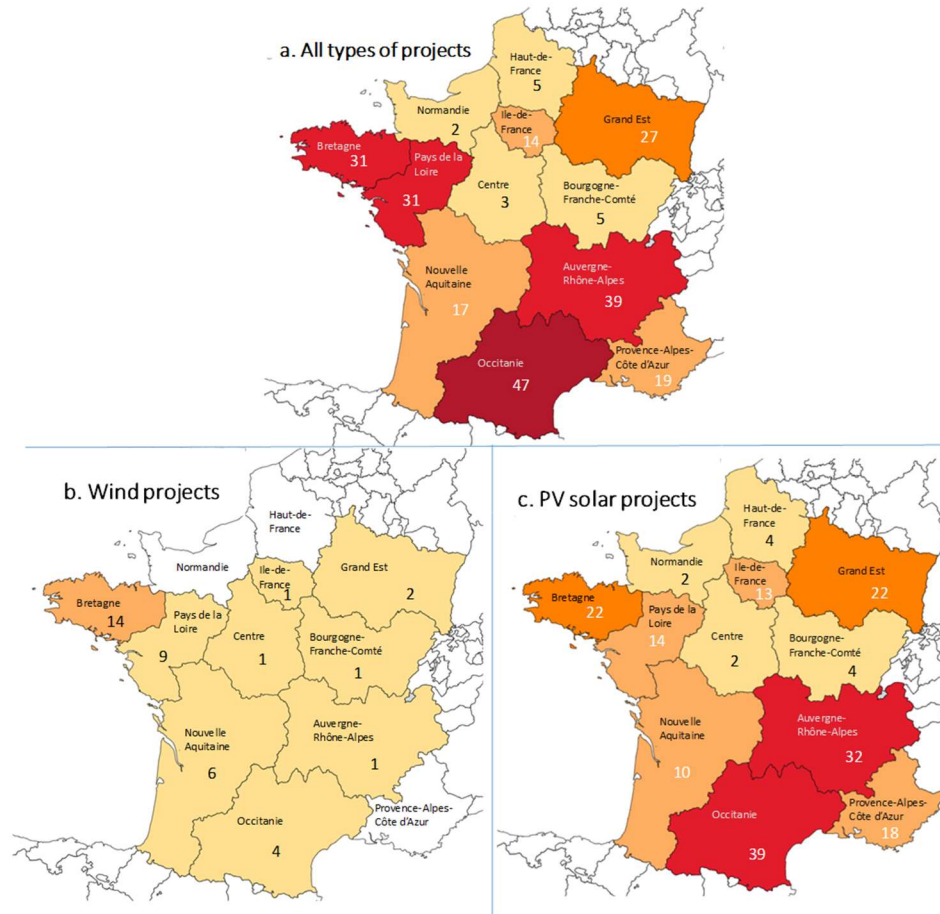 a. All types of projects
Haut-de-
France
5
Normandie
2
Ile-de-
France
14
Grand Est
27
Bretagne
31
Pays de la
Loire
31
Centre
3
Bourgogne-
Franche-Comté
5
Nouvelle
Aquitaine
17
Auvergne-
Rhône-Alpes
39
Occitanie
47
Provence-Alpes-
Côte d'Azur
19
b. Wind projects
Haut-de-
France
Normandie
Ile-de-
France
1
Grand Est
2
Bretagne
14
Pays de la
Loire
9
Centre
1
Bourgogne-
Franche-Comté
1
Nouvelle
Aquitaine
6
Auvergne-
Rhône-Alpes
1
Occitanie
4
Provence-Alpes-
Côte d'Azur
c. PV solar projects
Haut-de-
France
4
Normandie
2
Ile-de-
France
13
Grand Est
22
Bretagne
22
Pays de la
Loire
14
Centre
2
Bourgogne-
Franche-Comté
4
Nouvelle
Aquitaine
10
Auvergne-
Rhône-Alpes
32
Occitanie
39
Provence-Alpes-
Côte d'Azur
18